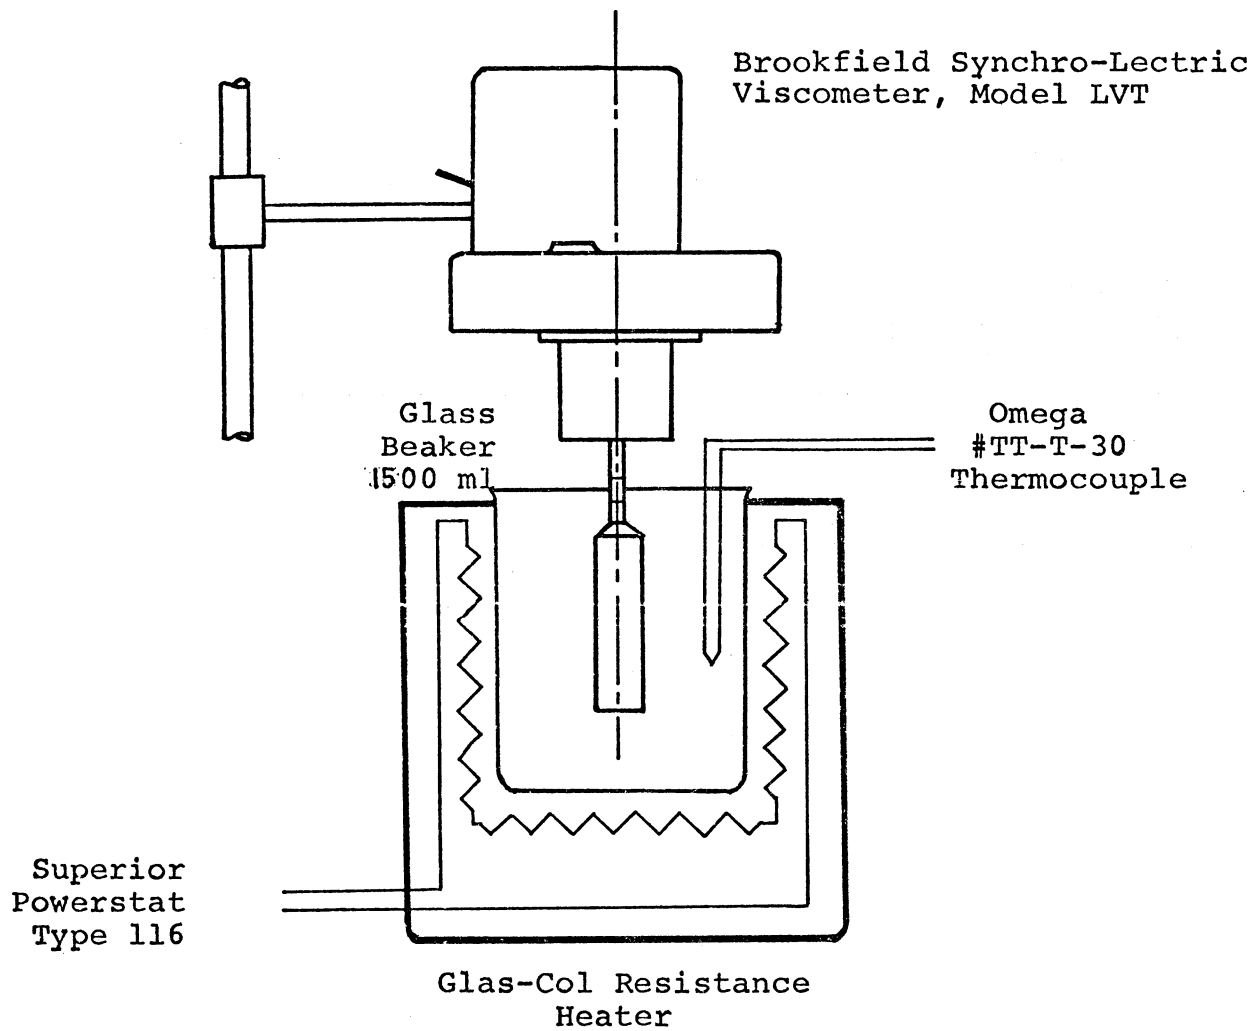 Brookfield Synchro-Lectric
Viscometer, Model LVT
Glass
Beaker
1500 ml
Omega
#TT-T-30
Thermocouple
Superior
Powerstat
Type 116
Glas-Col Resistance
Heater